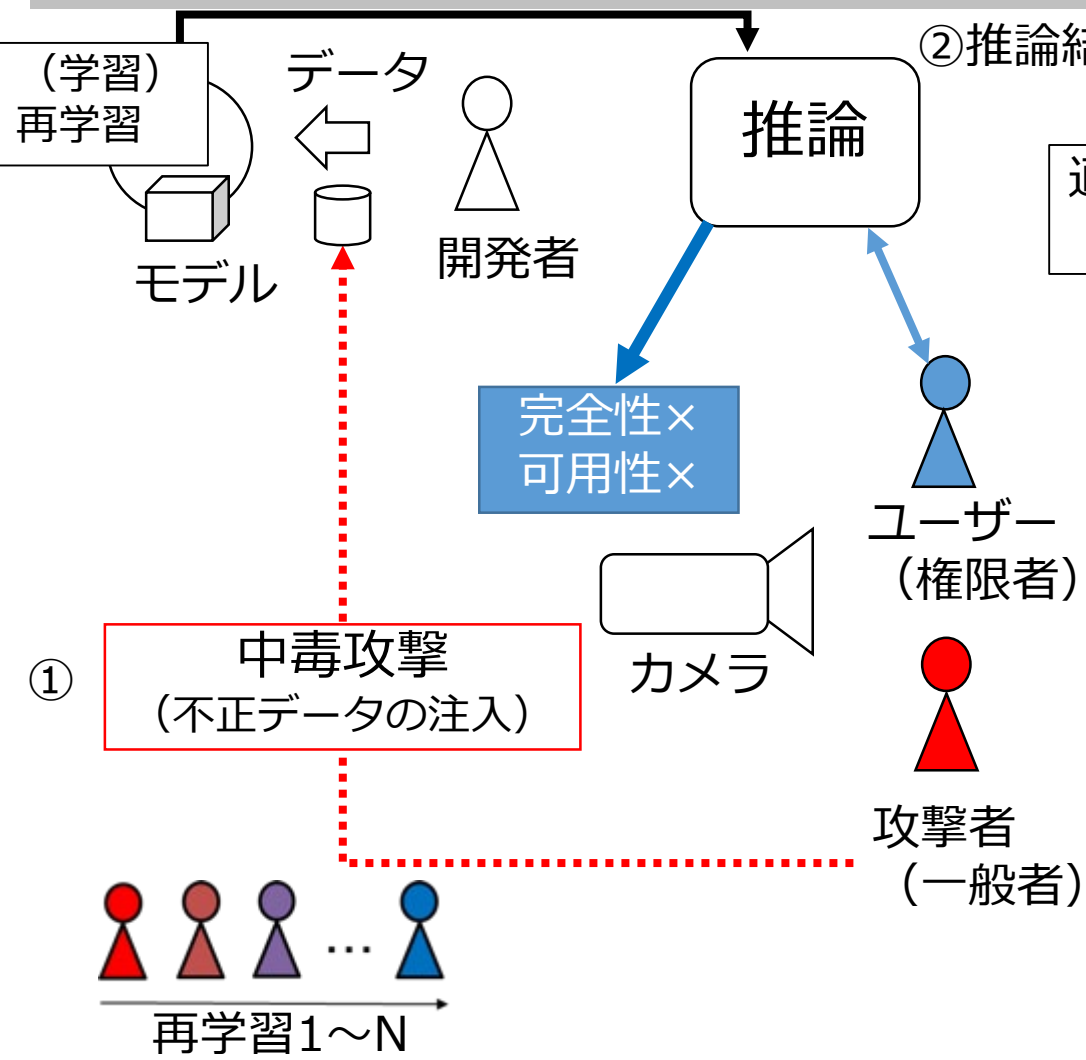 （学習）
再学習
データ
モデル
開発者
推論
②推論結
完全性×
可用性×
ユーザー
（権限者）
カメラ
①
中毒攻撃
（不正データの注入）
攻撃者
（一般者）
…
再学習1～N